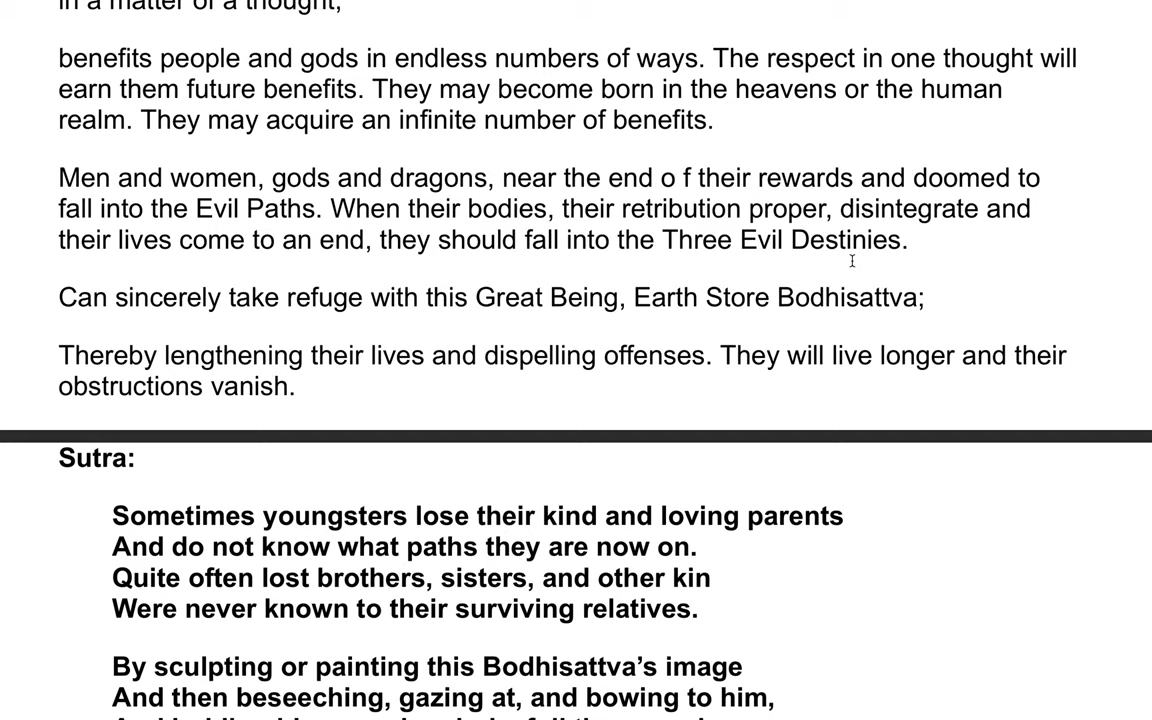 in a matter of a thought,
benefits people and gods in endless numbers of ways. The respect in one thought will
earn them future benefits. They may become born in the heavens or the human
realm. They may acquire an infinite number of benefits.
Men and women, gods and dragons, near the end o f their rewards and doomed to
fall into the Evil Paths. When their bodies, their retribution proper, disintegrate and
their lives come to an end, they should fall into the Three Evil Destinies.
Can sincerely take refuge with this Great Being, Earth Store Bodhisattva;
Thereby lengthening their lives and dispelling offenses. They will live longer and their
obstructions vanish.
Sutra:
Sometimes youngsters lose their kind and loving parents
And do not know what paths they are now on.
Quite often lost brothers, sisters, and other kin
Were never known to their surviving relatives.
By sculpting or painting this Bodhisattva’s image
And then beseeching, gazing at, and bowing to him,